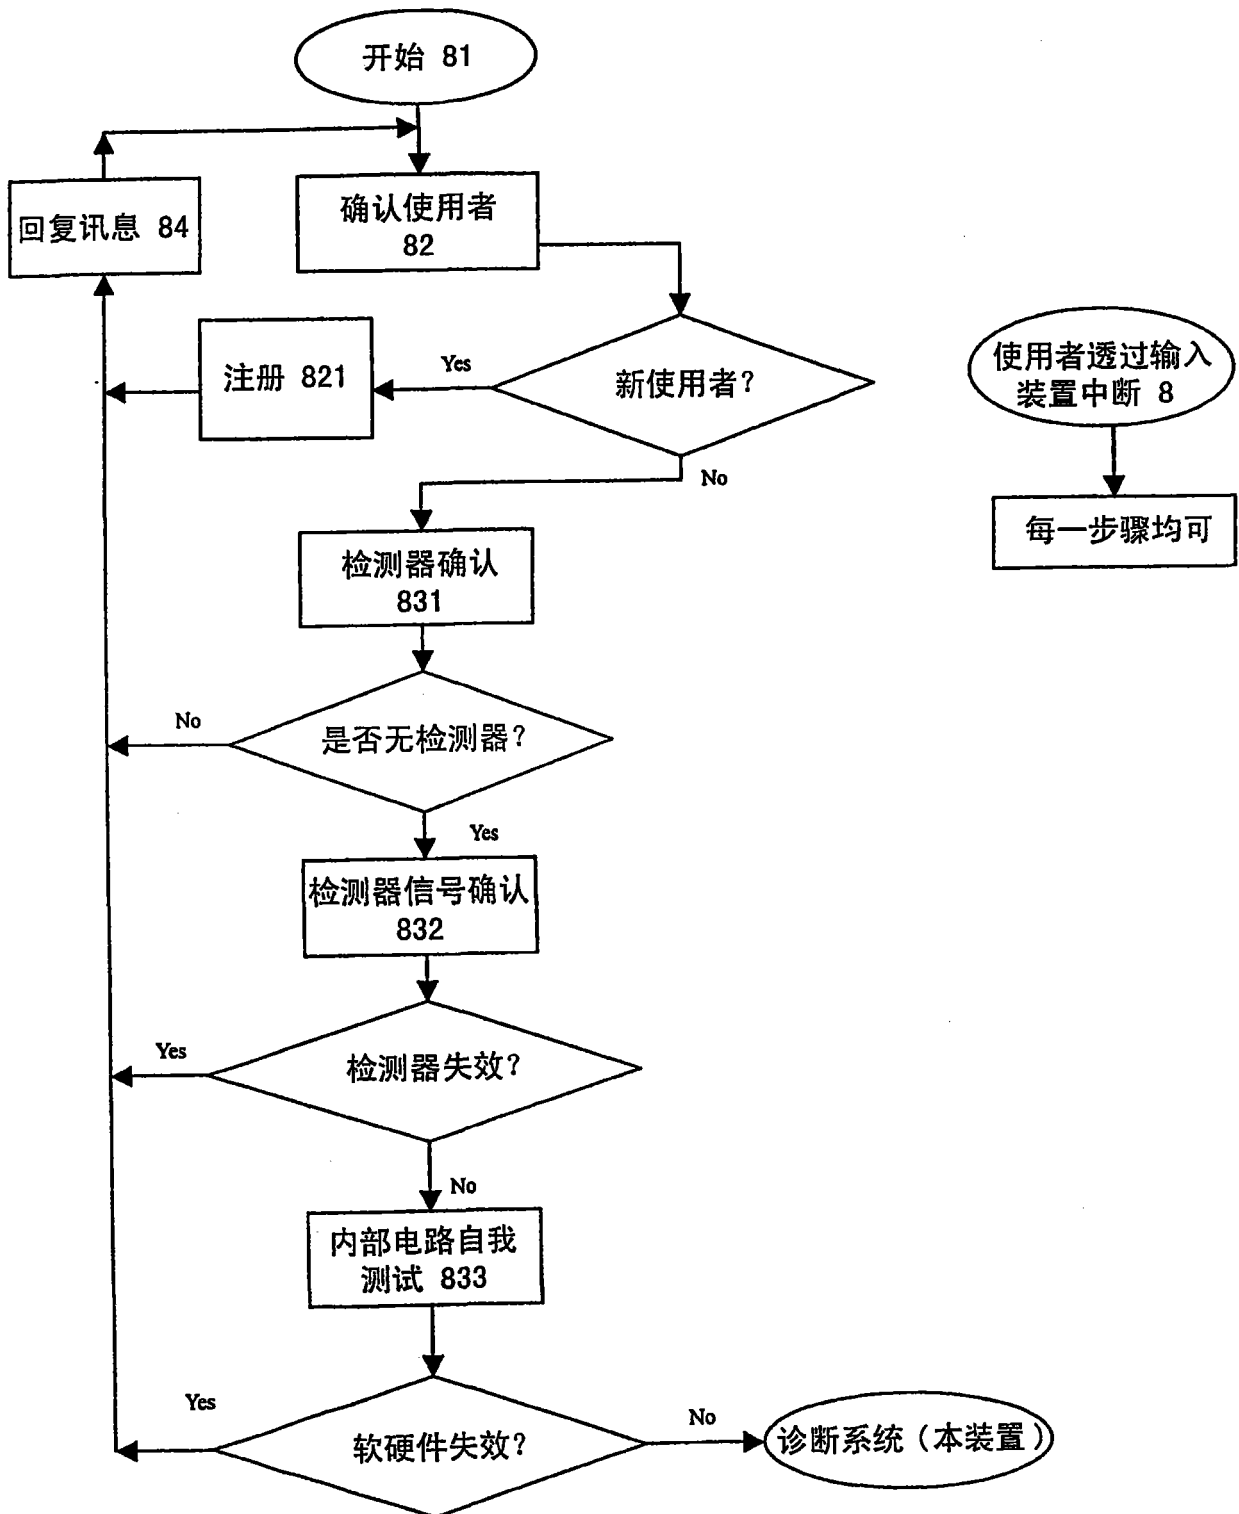 开始 81
回复讯息 84
确认使用者
82
注册 821
Yes
新使用者？
使用者透过输入
装置中断 8
No
每一步骤均可
检测器确认
831
No
是否无检测器？
Yes
检测器信号确认
832
Yes
检测器失效？
No
内部电路自我
测试 833
Yes
软硬件失效？
No
诊断系统（本装置）